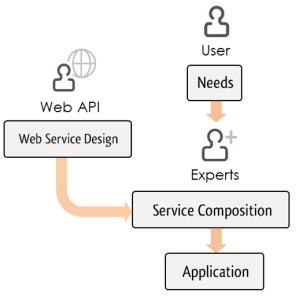 User
Needs
Web API
Web Service Design
Experts
Service Composition
Application